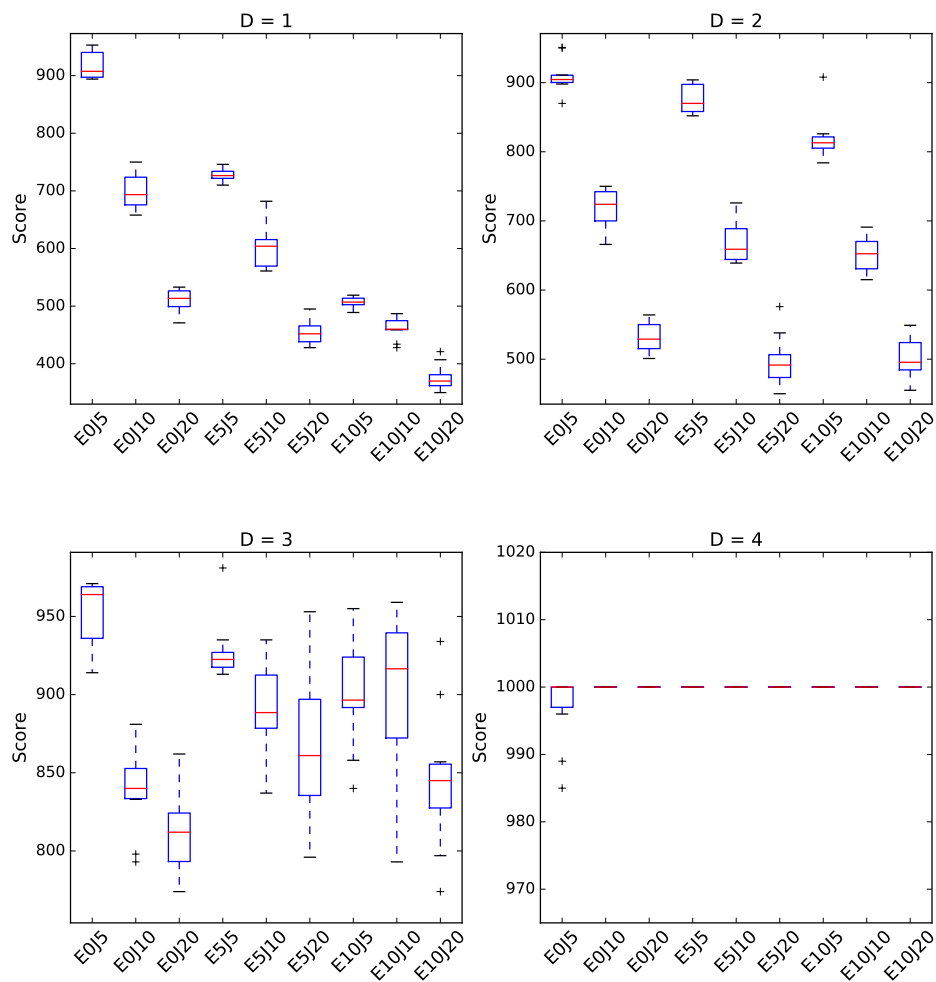 D = 1
900
800
700
600
500
400
Score
E0J5
E0J10
E0J20
E5J5
E5J10
E5J20
E10J5
E10J10
E10J20
D = 2
900
800
700
600
500
Score
E0J5
E0J10
E0J20
E5J5
E5J10
E5J20
E10J5
E10J10
E10J20
D = 3
950
900
850
800
Score
E0J5
E0J10
E0J20
E5J5
E5J10
E5J20
E10J5
E10J10
E10J20
D = 4
1020
1010
1000
990
980
970
Score
E0J5
E0J10
E0J20
E5J5
E5J10
E5J20
E10J5
E10J10
E10J20